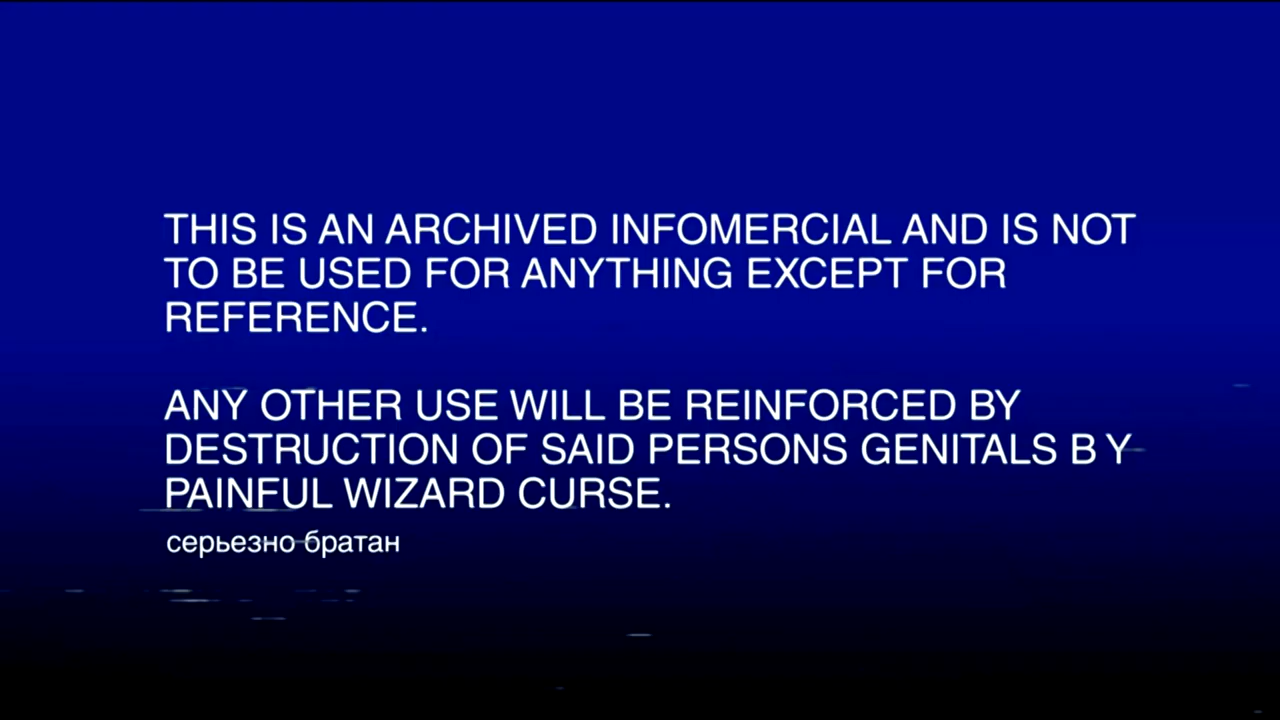 THIS IS AN ARCHIVED INFOMERCIAL AND IS NOT
TO BE USED FOR ANYTHING EXCEPT FOR
REFERENCE.
ANY OTHER USE WILL BE REINFORCED BY
DESTRUCTION OF SAID PERSONS GENITALS B Y
PAINFUL WIZARD CURSE.
серьезно братан